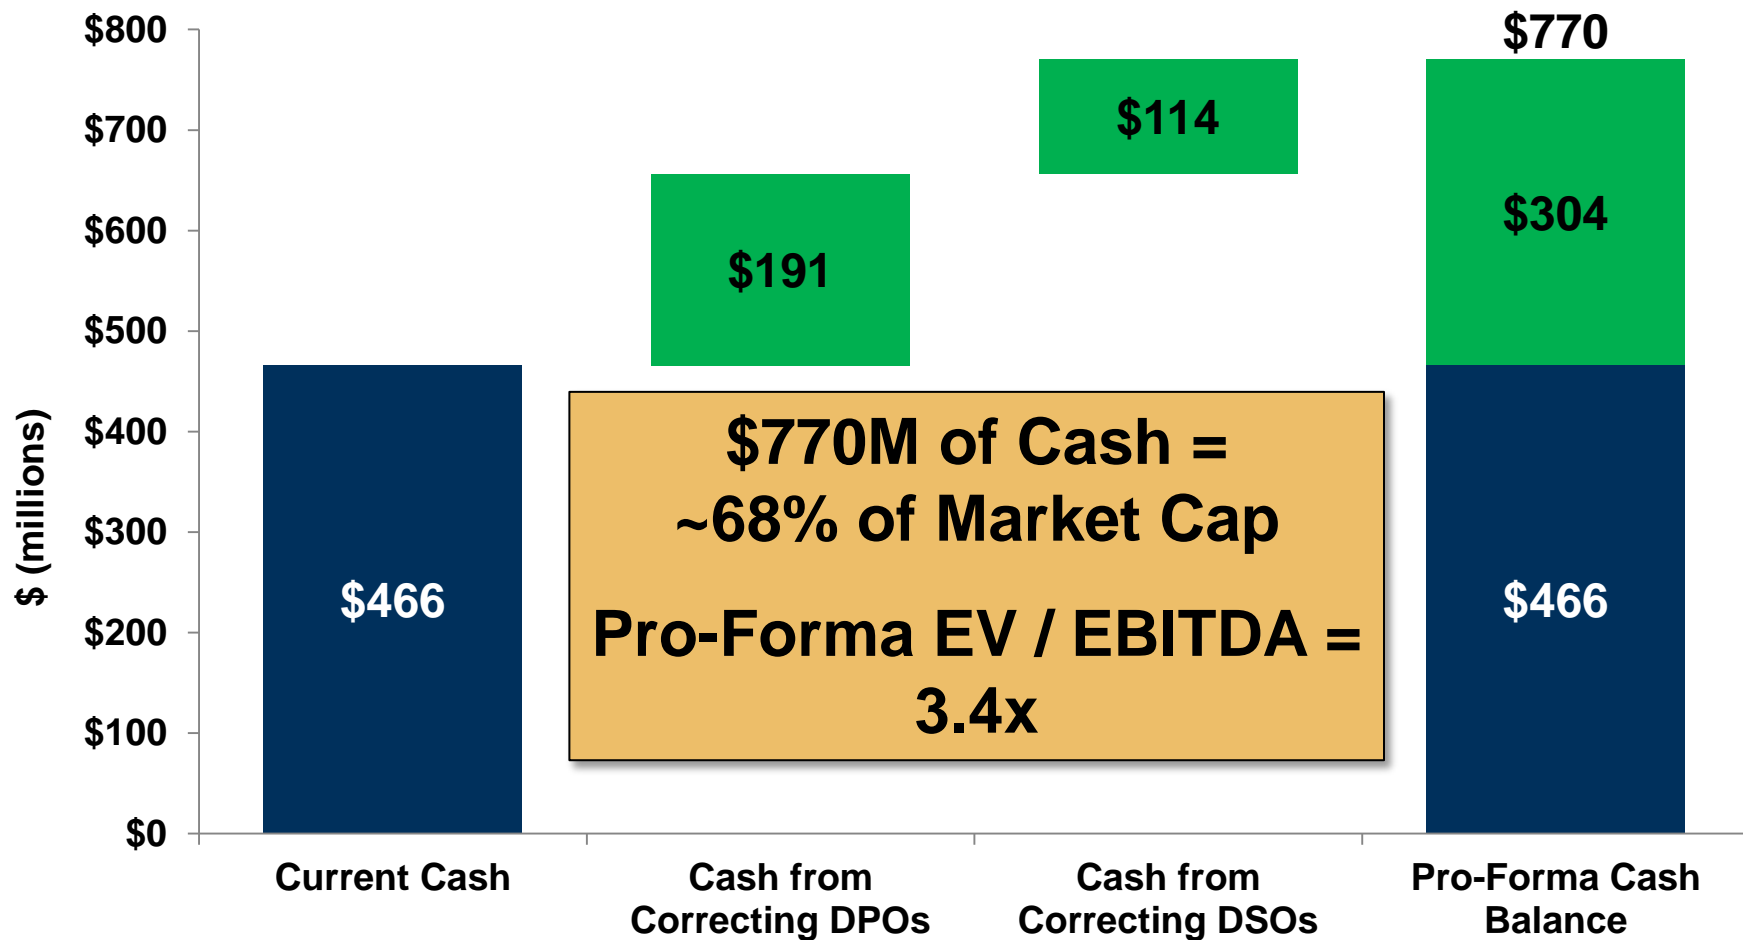 $ (millions)
$800
$700
$600
$500
$400
$300
$200
$100
$0
$466
$191
$114
$770
$304
$466
$770M of Cash =
~68% of Market Cap
Pro-Forma EV / EBITDA =
3.4x
Current Cash
Cash from
Correcting DPOs
Cash from
Correcting DSOs
Pro-Forma Cash
Balance